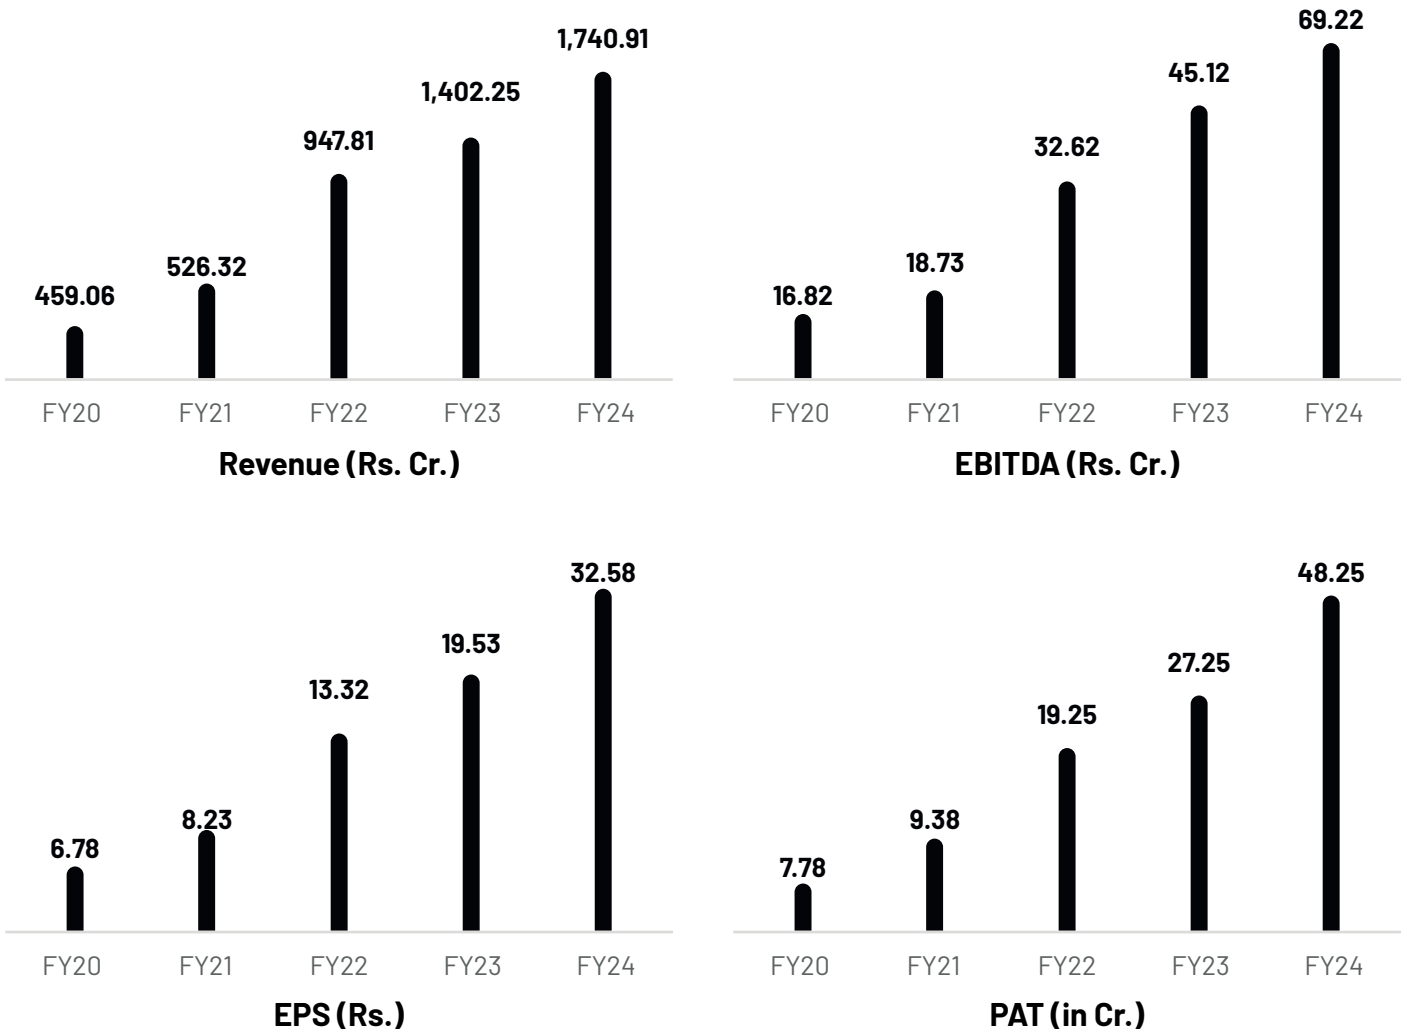 459.06
526.32
947.81
1,402.25
1,740.91
FY20 FY21 FY22 FY23 FY24
Revenue (Rs. Cr.)
16.82
18.73
32.62
45.12
69.22
FY20 FY21 FY22 FY23 FY24
EBITDA (Rs. Cr.)
6.78
8.23
13.32
19.53
32.58
FY20 FY21 FY22 FY23 FY24
EPS (Rs.)
7.78
9.38
19.25
27.25
48.25
FY20 FY21 FY22 FY23 FY24
PAT (in Cr.)